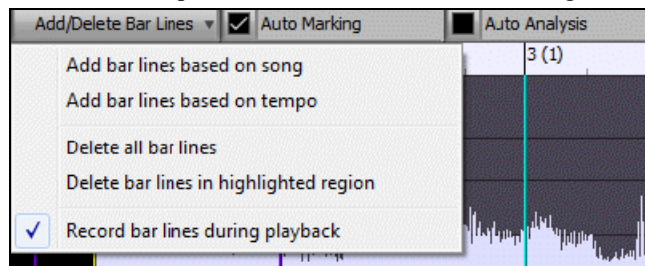 Add/Delete Bar Lines Auto Marking Auto Analysis
3 (1)
Add bar lines based on song
Add bar lines based on tempo
Delete all bar lines
Delete bar lines in highlighted region
Record bar lines during playback